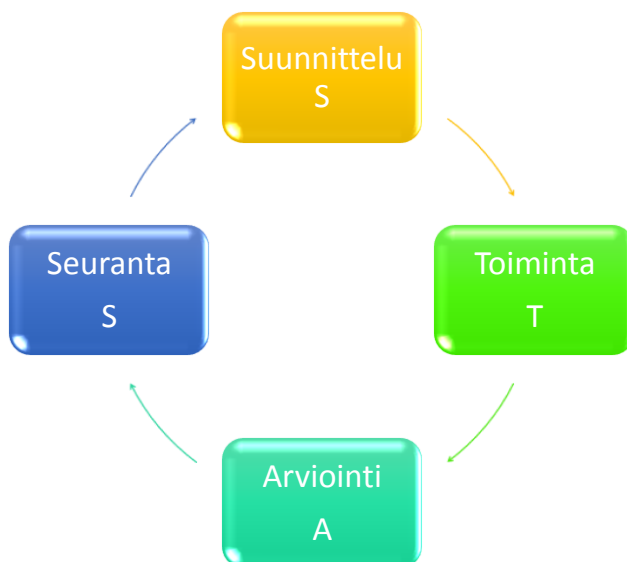 Suunnittelu
S
Toiminta
T
Arviointi
A
Seuranta
S